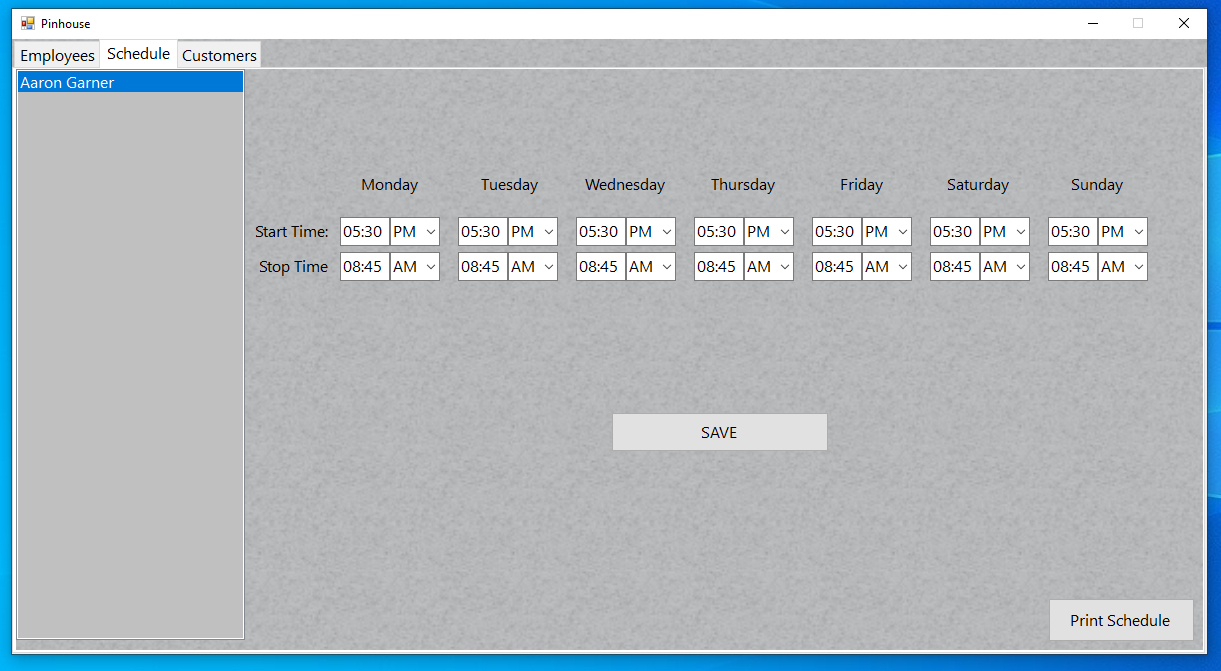 Pinhouse
Employees Schedule Customers
Aaron Garner
Monday Tuesday Wednesday Thursday Friday Saturday Sunday
Start Time: 05:30 PM 05:30 PM 05:30 PM 05:30 PM 05:30 PM 05:30 PM 05:30 PM
Stop Time 08:45 AM 08:45 AM 08:45 AM 08:45 AM 08:45 AM 08:45 AM 08:45 AM
SAVE
Print Schedule